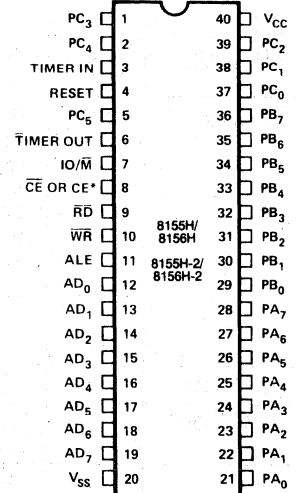 PC3 1 40 VCC
PC4 2 39 PC2
TIMER IN 3 38 PC1
RESET 4 37 PC0
PC5 5 36 PB7
T̅IMER OUT 6 35 PB6
IO/M̅ 7 34 PB5
C̅E̅ OR CE* 8 33 PB4
R̅D̅ 9 32 PB3
8155H/
W̅R̅ 10 8156H 31 PB2
ALE 11 8155H-2/ 30 PB1
8156H-2
AD0 12 29 PB0
AD1 13 28 PA7
AD2 14 27 PA6
AD3 15 26 PA5
AD4 16 25 PA4
AD5 17 24 PA3
AD6 18 23 PA2
AD7 19 22 PA1
VSS 20 21 PA0